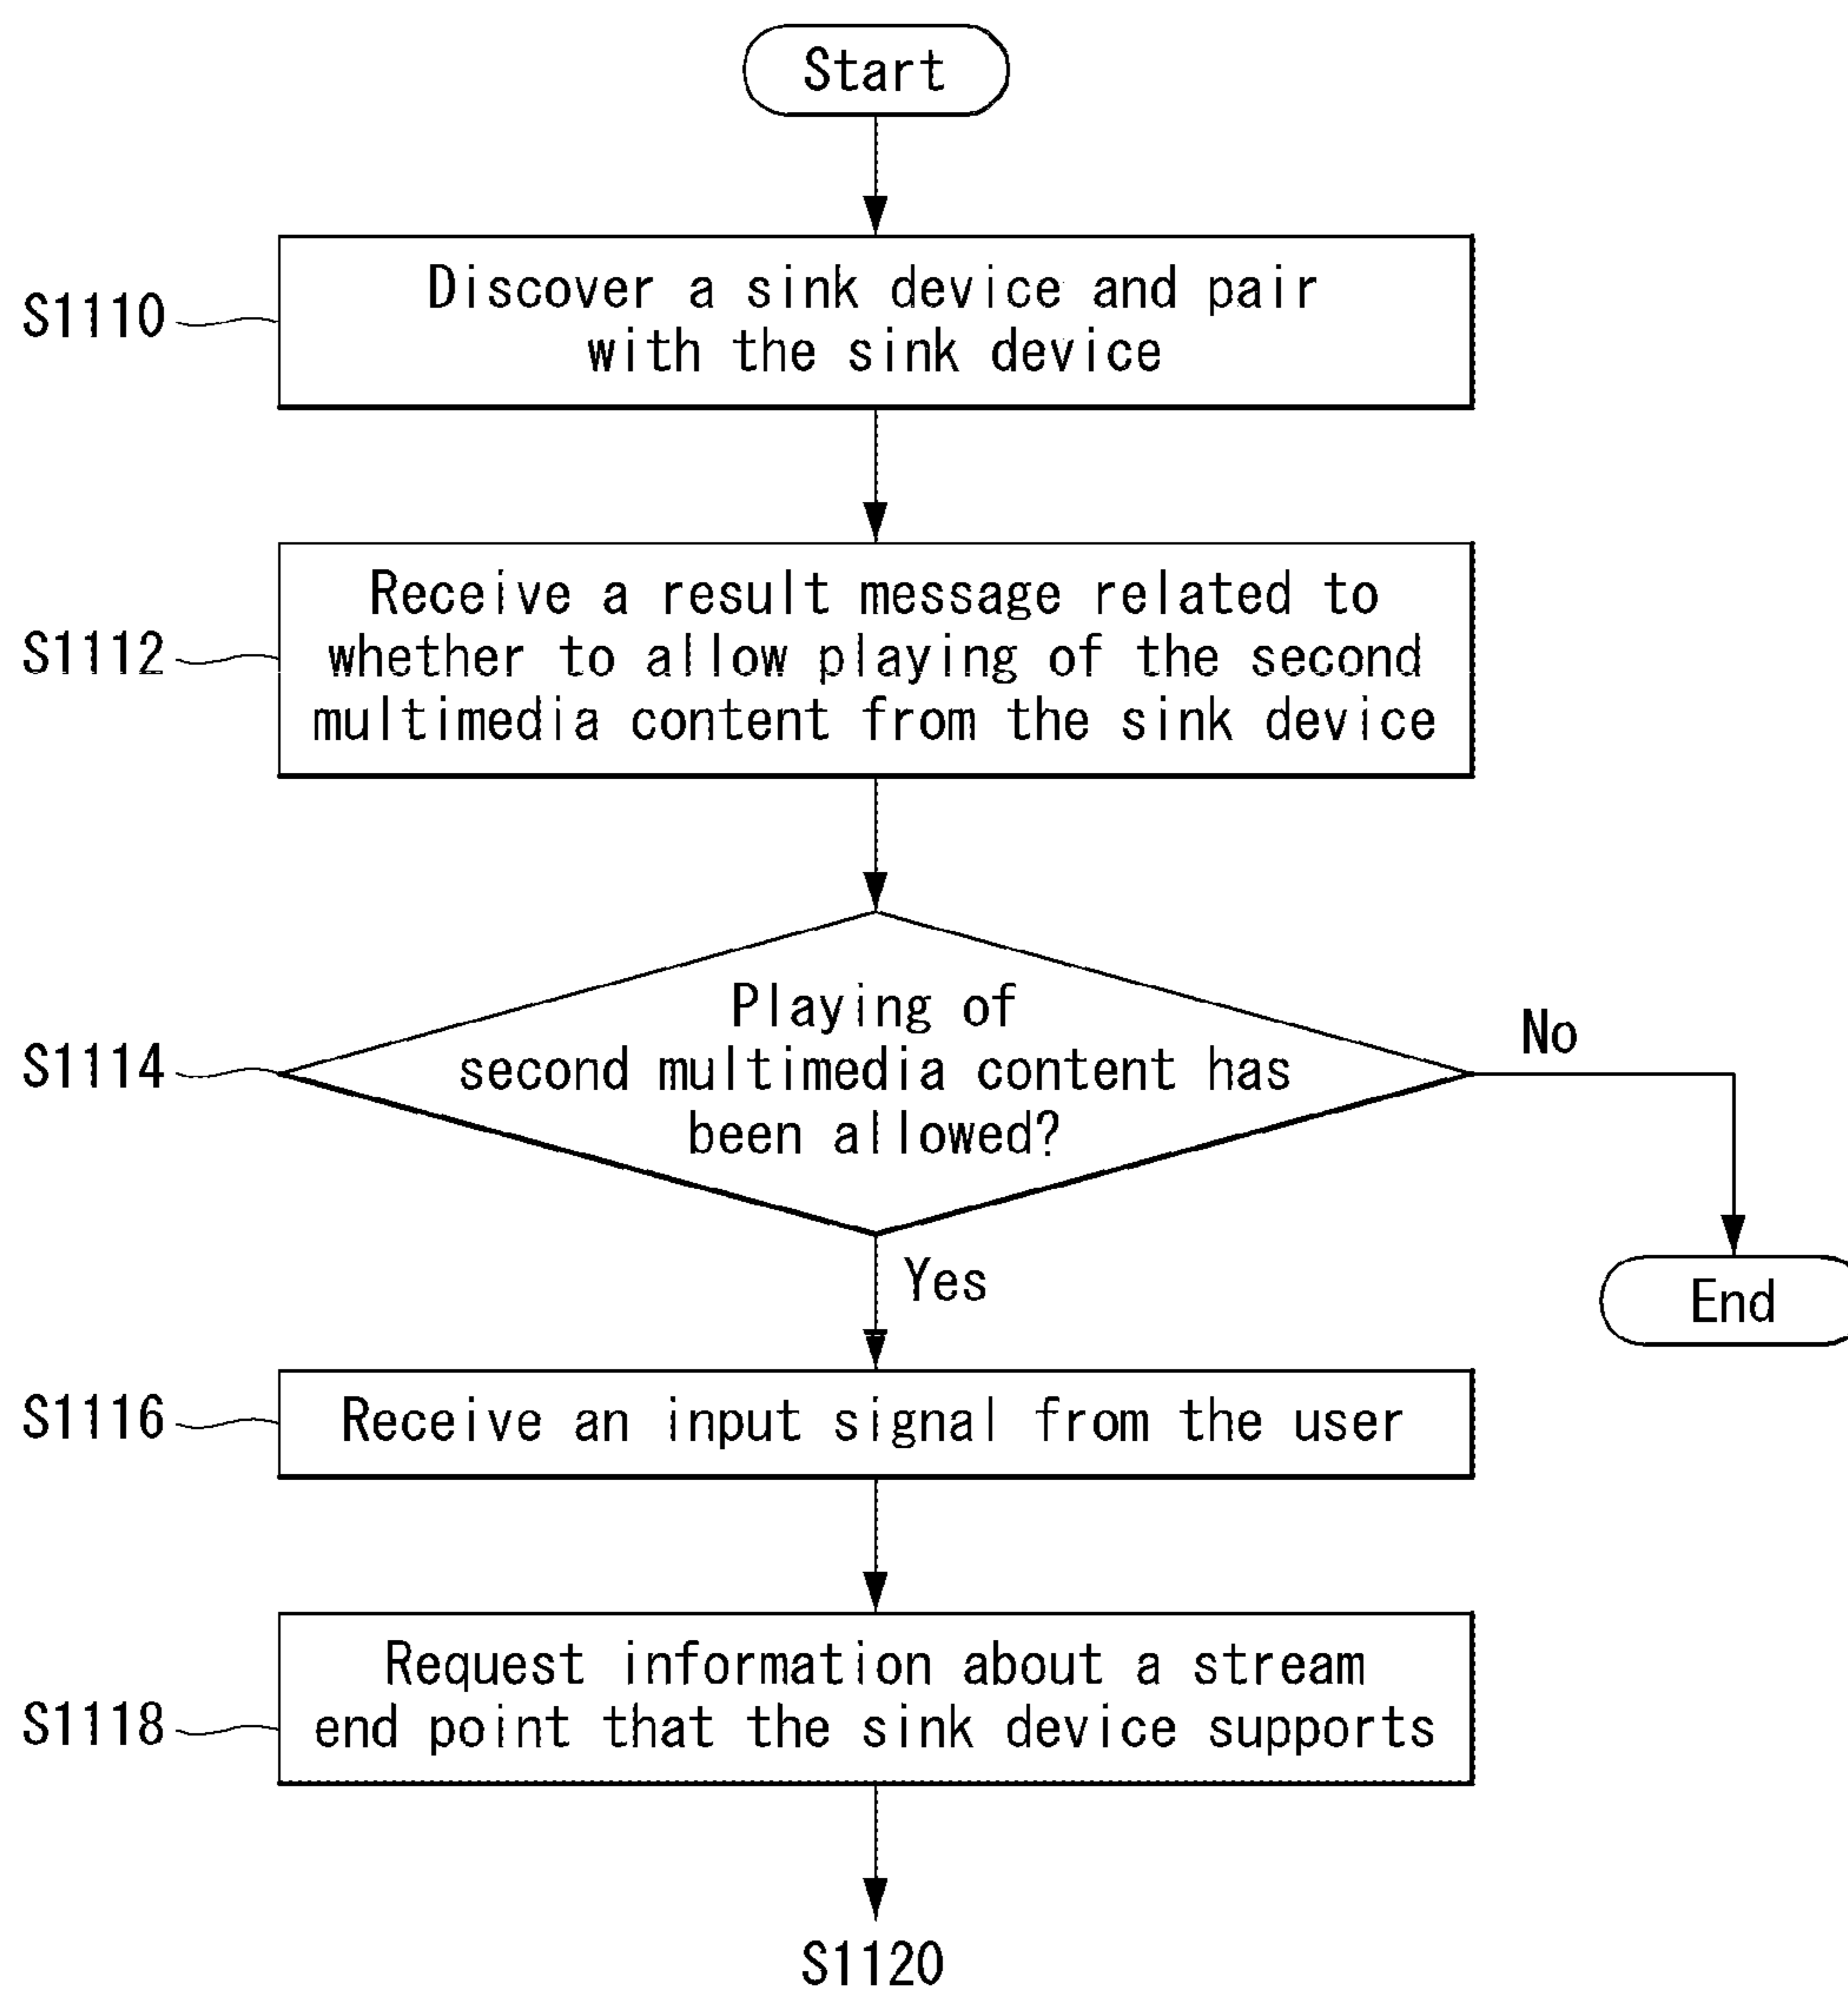 Start
S1110
Discover a sink device and pair
with the sink device
S1112
Receive a result message related to
whether to allow playing of the second
multimedia content from the sink device
S1114
Playing of
second multimedia content has
been allowed?
No
End
Yes
S1116
Receive an input signal from the user
S1118
Request information about a stream
end point that the sink device supports
S1120